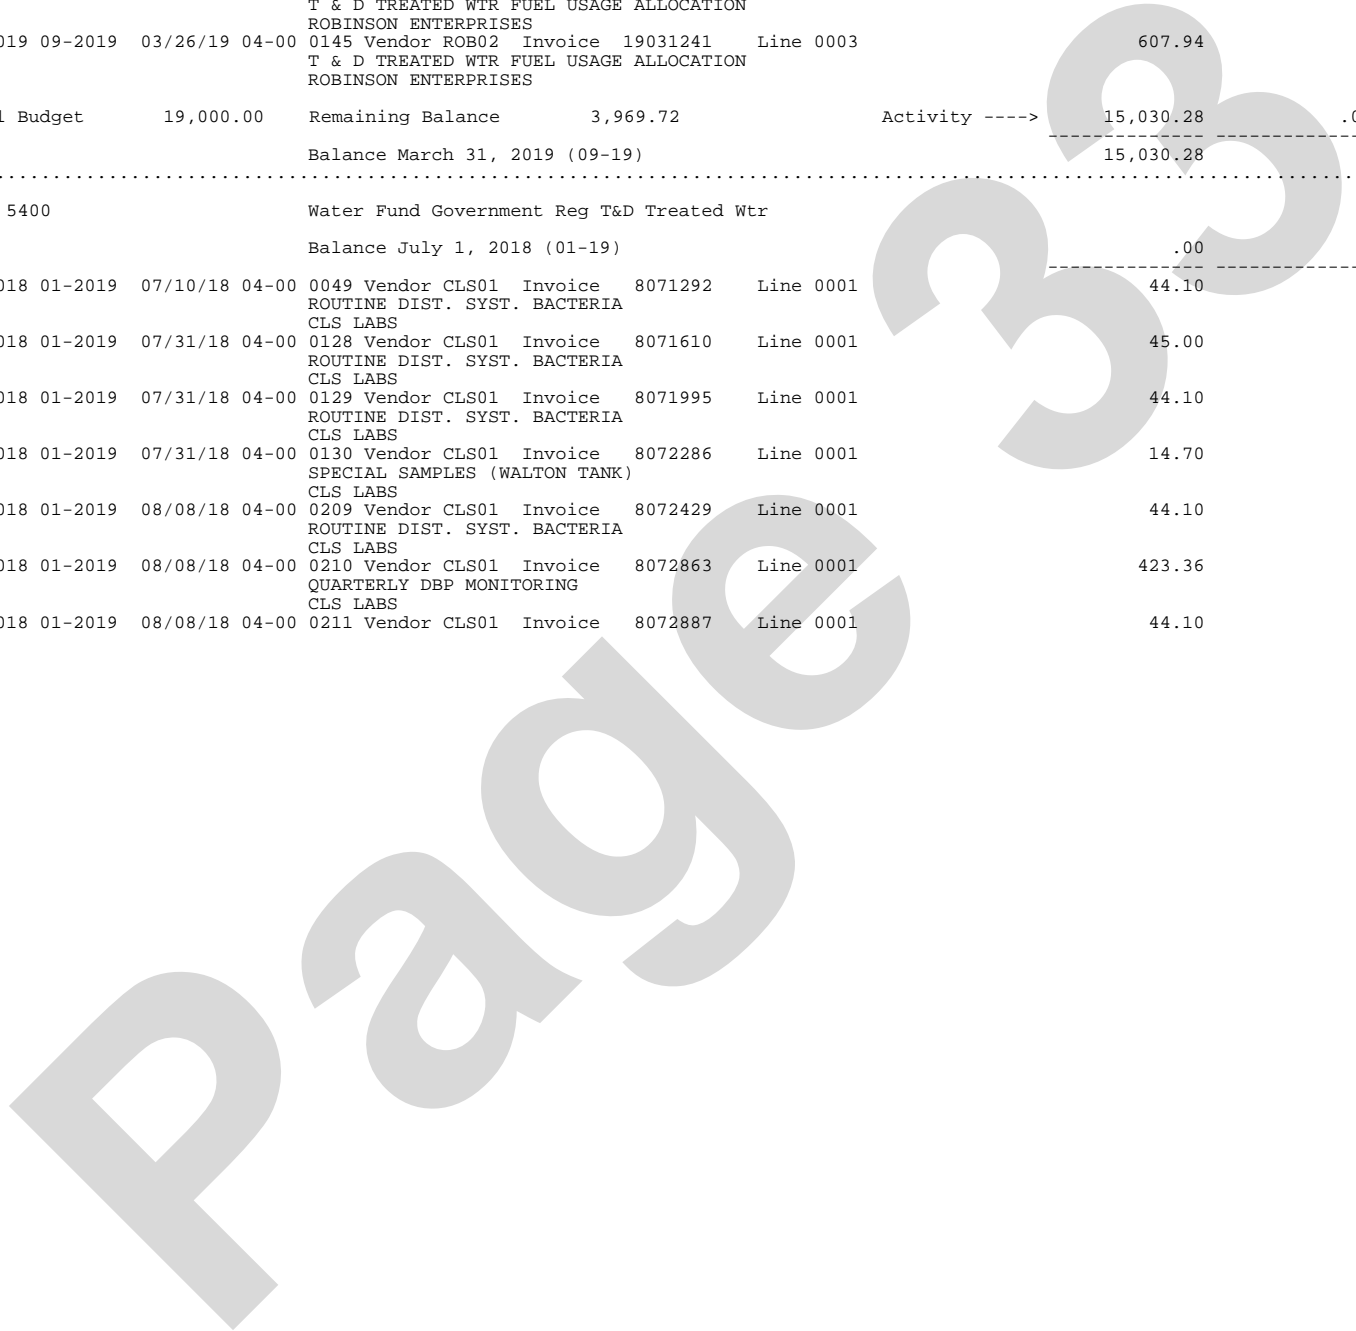 T & D TREATED WTR FUEL USAGE ALLOCATION
ROBINSON ENTERPRISES
019 09-2019 03/26/19 04-00 0145 Vendor ROB02 Invoice 19031241 Line 0003 607.94
T & D TREATED WTR FUEL USAGE ALLOCATION
ROBINSON ENTERPRISES
l Budget 19,000.00 Remaining Balance 3,969.72 Activity ----> 15,030.28 .0
-------------- -------------
Balance March 31, 2019 (09-19) 15,030.28
5400 Water Fund Government Reg T&D Treated Wtr
Balance July 1, 2018 (01-19) .00
-------------- -------------
018 01-2019 07/10/18 04-00 0049 Vendor CLS01 Invoice 8071292 Line 0001 44.10
ROUTINE DIST. SYST. BACTERIA
CLS LABS
018 01-2019 07/31/18 04-00 0128 Vendor CLS01 Invoice 8071610 Line 0001 45.00
ROUTINE DIST. SYST. BACTERIA
CLS LABS
018 01-2019 07/31/18 04-00 0129 Vendor CLS01 Invoice 8071995 Line 0001 44.10
ROUTINE DIST. SYST. BACTERIA
CLS LABS
018 01-2019 07/31/18 04-00 0130 Vendor CLS01 Invoice 8072286 Line 0001 14.70
SPECIAL SAMPLES (WALTON TANK)
CLS LABS
018 01-2019 08/08/18 04-00 0209 Vendor CLS01 Invoice 8072429 Line 0001 44.10
ROUTINE DIST. SYST. BACTERIA
CLS LABS
018 01-2019 08/08/18 04-00 0210 Vendor CLS01 Invoice 8072863 Line 0001 423.36
QUARTERLY DBP MONITORING
CLS LABS
018 01-2019 08/08/18 04-00 0211 Vendor CLS01 Invoice 8072887 Line 0001 44.10
Page 33